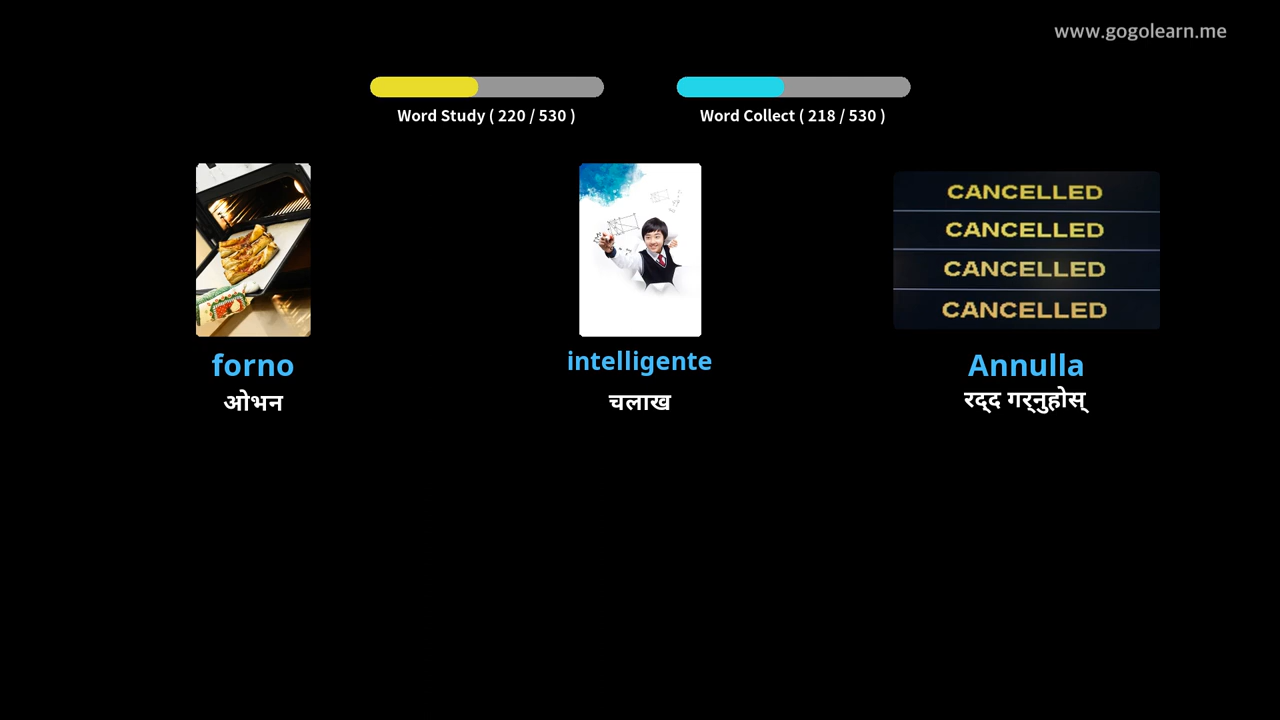 www.gogolearn.me
Word Study ( 220 / 530 )
Word Collect ( 218 / 530 )
CANCELLED
CANCELLED
CANCELLED
CANCELLED
forno
intelligente
Annulla
ओभन
चलाख
रद्द गर्नुहोस्